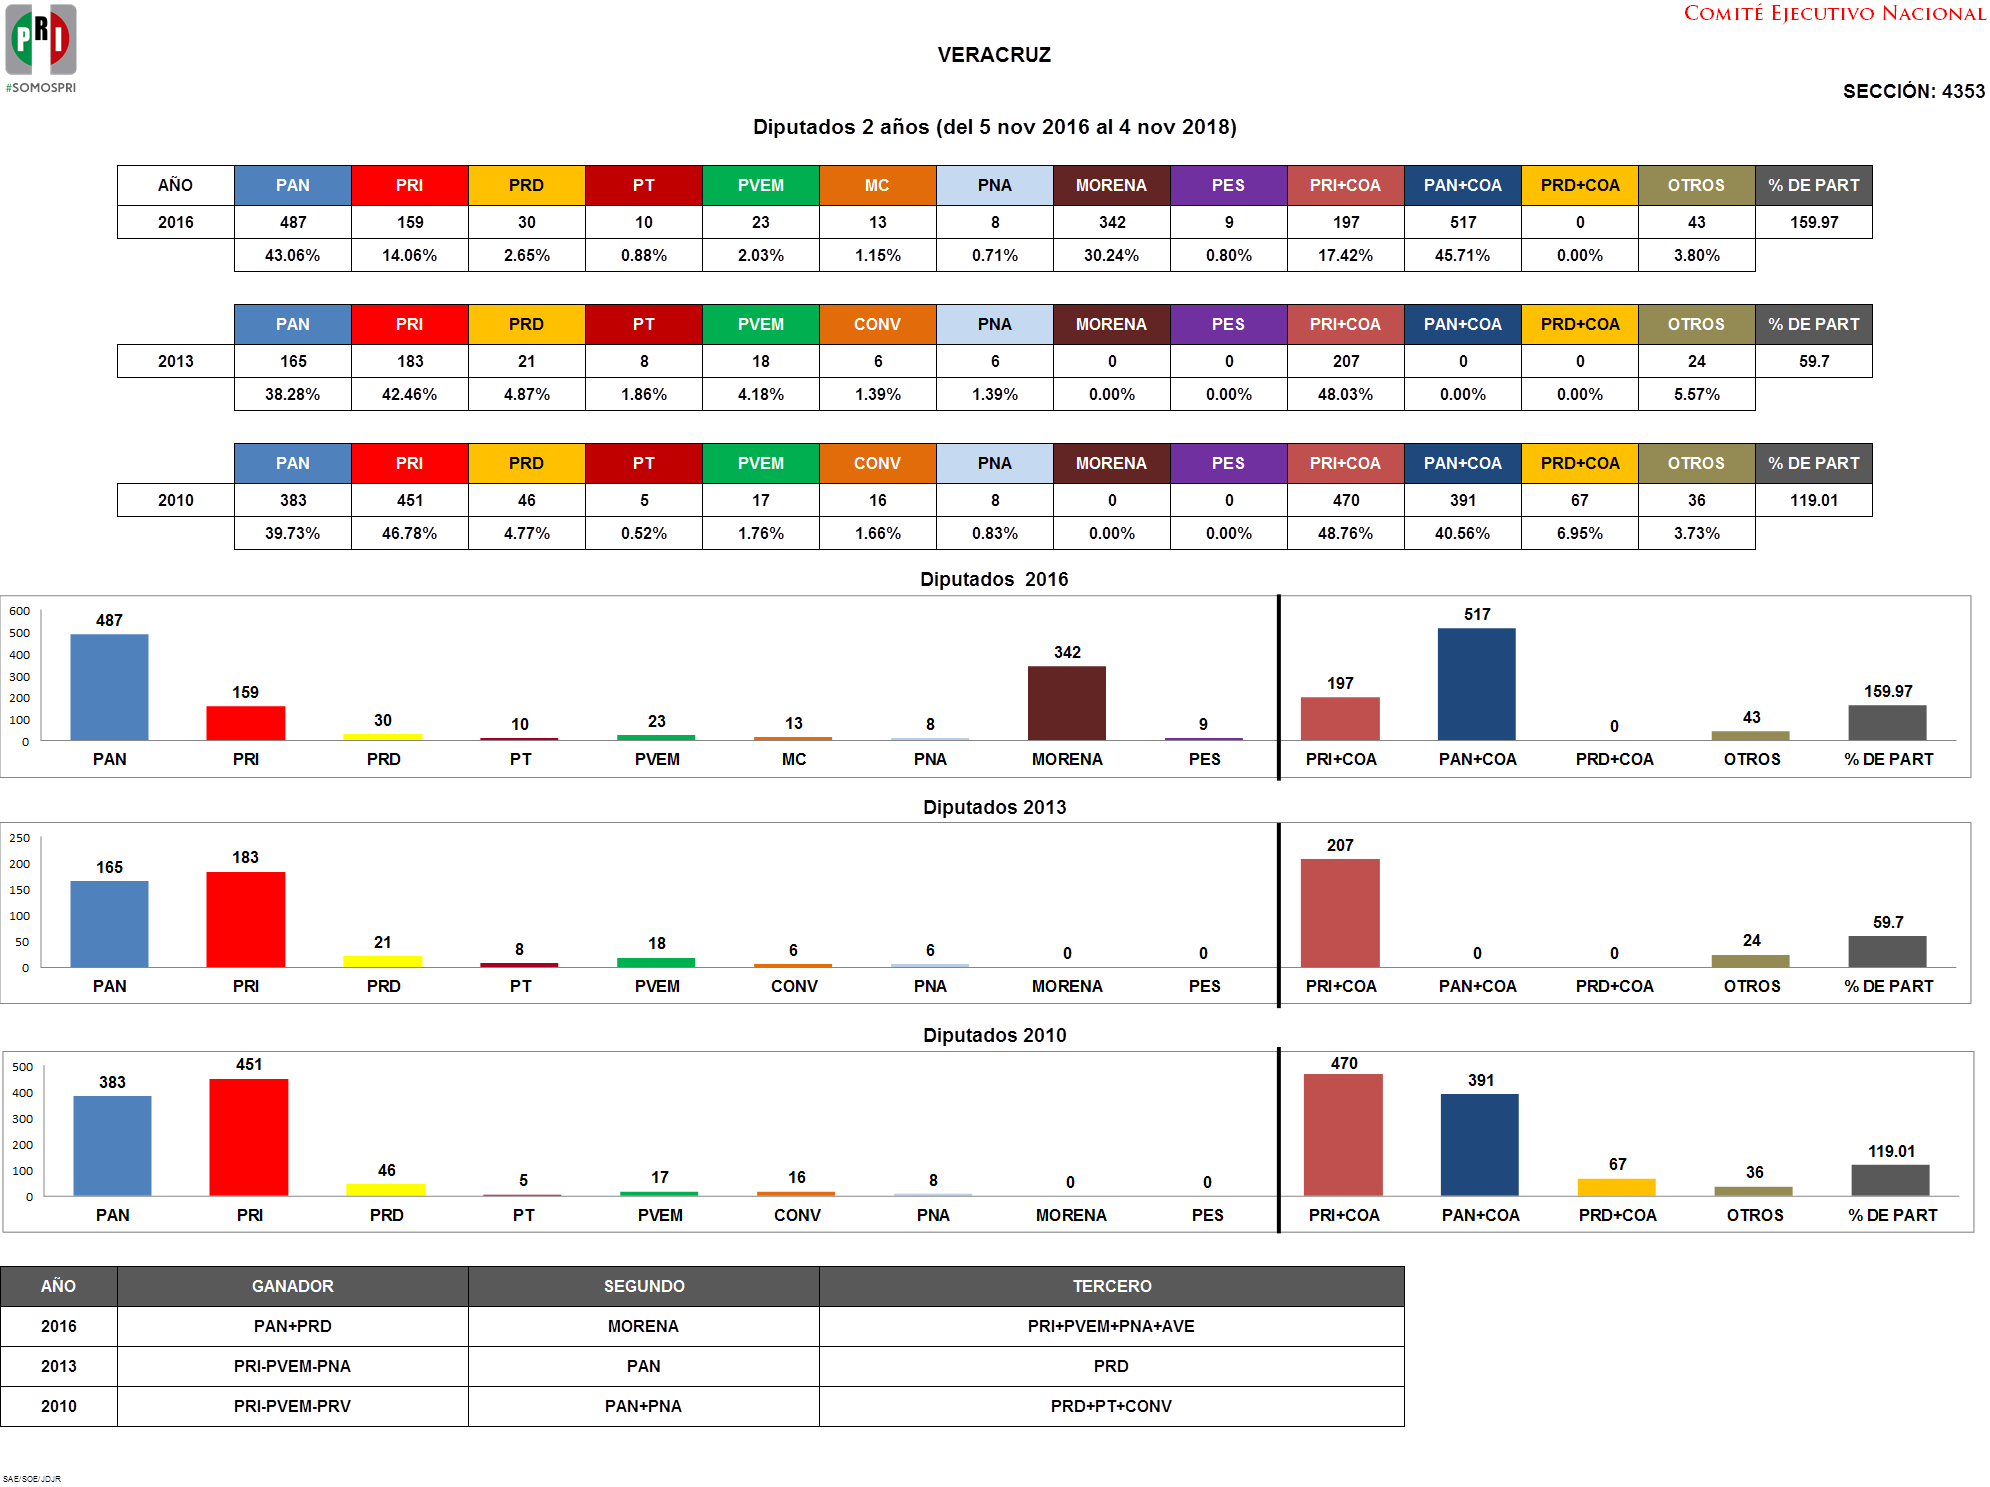 COMITÉ EJECUTIVO NACIONAL
PRI
#SOMOSPRI
VERACRUZ
SECCIÓN: 4353
Diputados 2 años (del 5 nov 2016 al 4 nov 2018)
AÑO PAN PRI PRD PT PVEM MC PNA MORENA PES PRI+COA PAN+COA PRD+COA OTROS % DE PART
2016 487 159 30 10 23 13 8 342 9 197 517 0 43 159.97
43.06% 14.06% 2.65% 0.88% 2.03% 1.15% 0.71% 30.24% 0.80% 17.42% 45.71% 0.00% 3.80%
PAN PRI PRD PT PVEM CONV PNA MORENA PES PRI+COA PAN+COA PRD+COA OTROS % DE PART
2013 165 183 21 8 18 6 6 0 0 207 0 0 24 59.7
38.28% 42.46% 4.87% 1.86% 4.18% 1.39% 1.39% 0.00% 0.00% 48.03% 0.00% 0.00% 5.57%
PAN PRI PRD PT PVEM CONV PNA MORENA PES PRI+COA PAN+COA PRD+COA OTROS % DE PART
2010 383 451 46 5 17 16 8 0 0 470 391 67 36 119.01
39.73% 46.78% 4.77% 0.52% 1.76% 1.66% 0.83% 0.00% 0.00% 48.76% 40.56% 6.95% 3.73%
Diputados 2016
600
500
400
300
200
100
0
487 159 30 10 23 13 8 342 9 197 517 0 43 159.97
PAN PRI PRD PT PVEM MC PNA MORENA PES PRI+COA PAN+COA PRD+COA OTROS % DE PART
Diputados 2013
250
200
150
100
50
0
165 183 21 8 18 6 6 0 0 207 0 0 24 59.7
PAN PRI PRD PT PVEM CONV PNA MORENA PES PRI+COA PAN+COA PRD+COA OTROS % DE PART
Diputados 2010
500
400
300
200
100
0
383 451 46 5 17 16 8 0 0 470 391 67 36 119.01
PAN PRI PRD PT PVEM CONV PNA MORENA PES PRI+COA PAN+COA PRD+COA OTROS % DE PART
AÑO GANADOR SEGUNDO TERCERO
2016 PAN+PRD MORENA PRI+PVEM+PNA+AVE
2013 PRI-PVEM-PNA PAN PRD
2010 PRI-PVEM-PRV PAN+PNA PRD+PT+CONV
SAE/SOE/JDJR